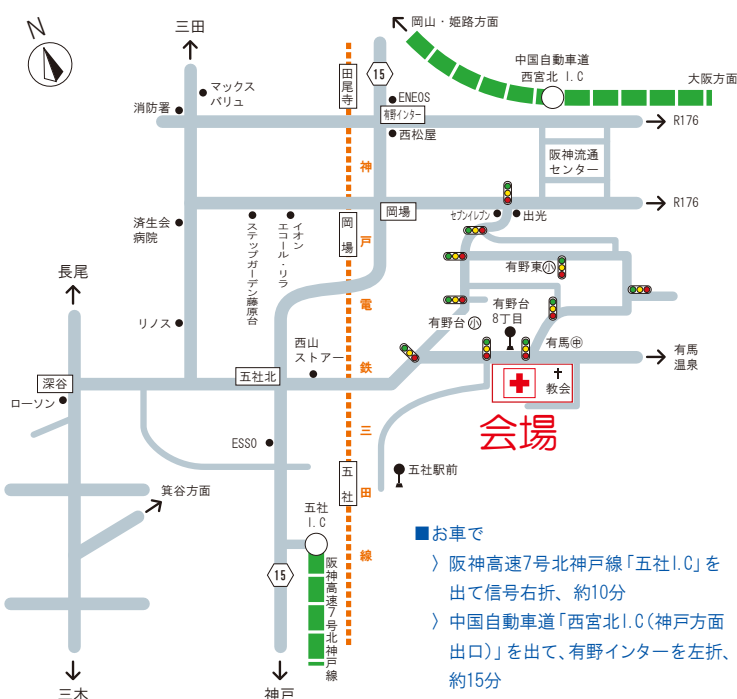 N
三田
岡山・姫路方面
中国自動車道
西宮北 I.C
大阪方面
マックス
バリュ
消防署
田尾寺
15
ENEOS
有野インター
西松屋
R176
神戸電鉄三田線
阪神流通
センター
済生会
病院
ステップガーデン藤原台
イオン
エコール・リラ
岡場
岡場
セブンイレブン
出光
R176
有野東小
長尾
リノス
有野台小
有野台
8丁目
有馬中
西山
ストアー
有馬
温泉
深谷
五社北
ローソン
教会
会場
ESSO
五社
五社駅前
箕谷方面
五社
I.C
15
阪神高速7号北神戸線
三木
神戸
■お車で
〉阪神高速7号北神戸線「五社I.C」を
出て信号右折、約10分
〉中国自動車道「西宮北I.C(神戸方面
出口)」を出て、有野インターを左折、
約15分